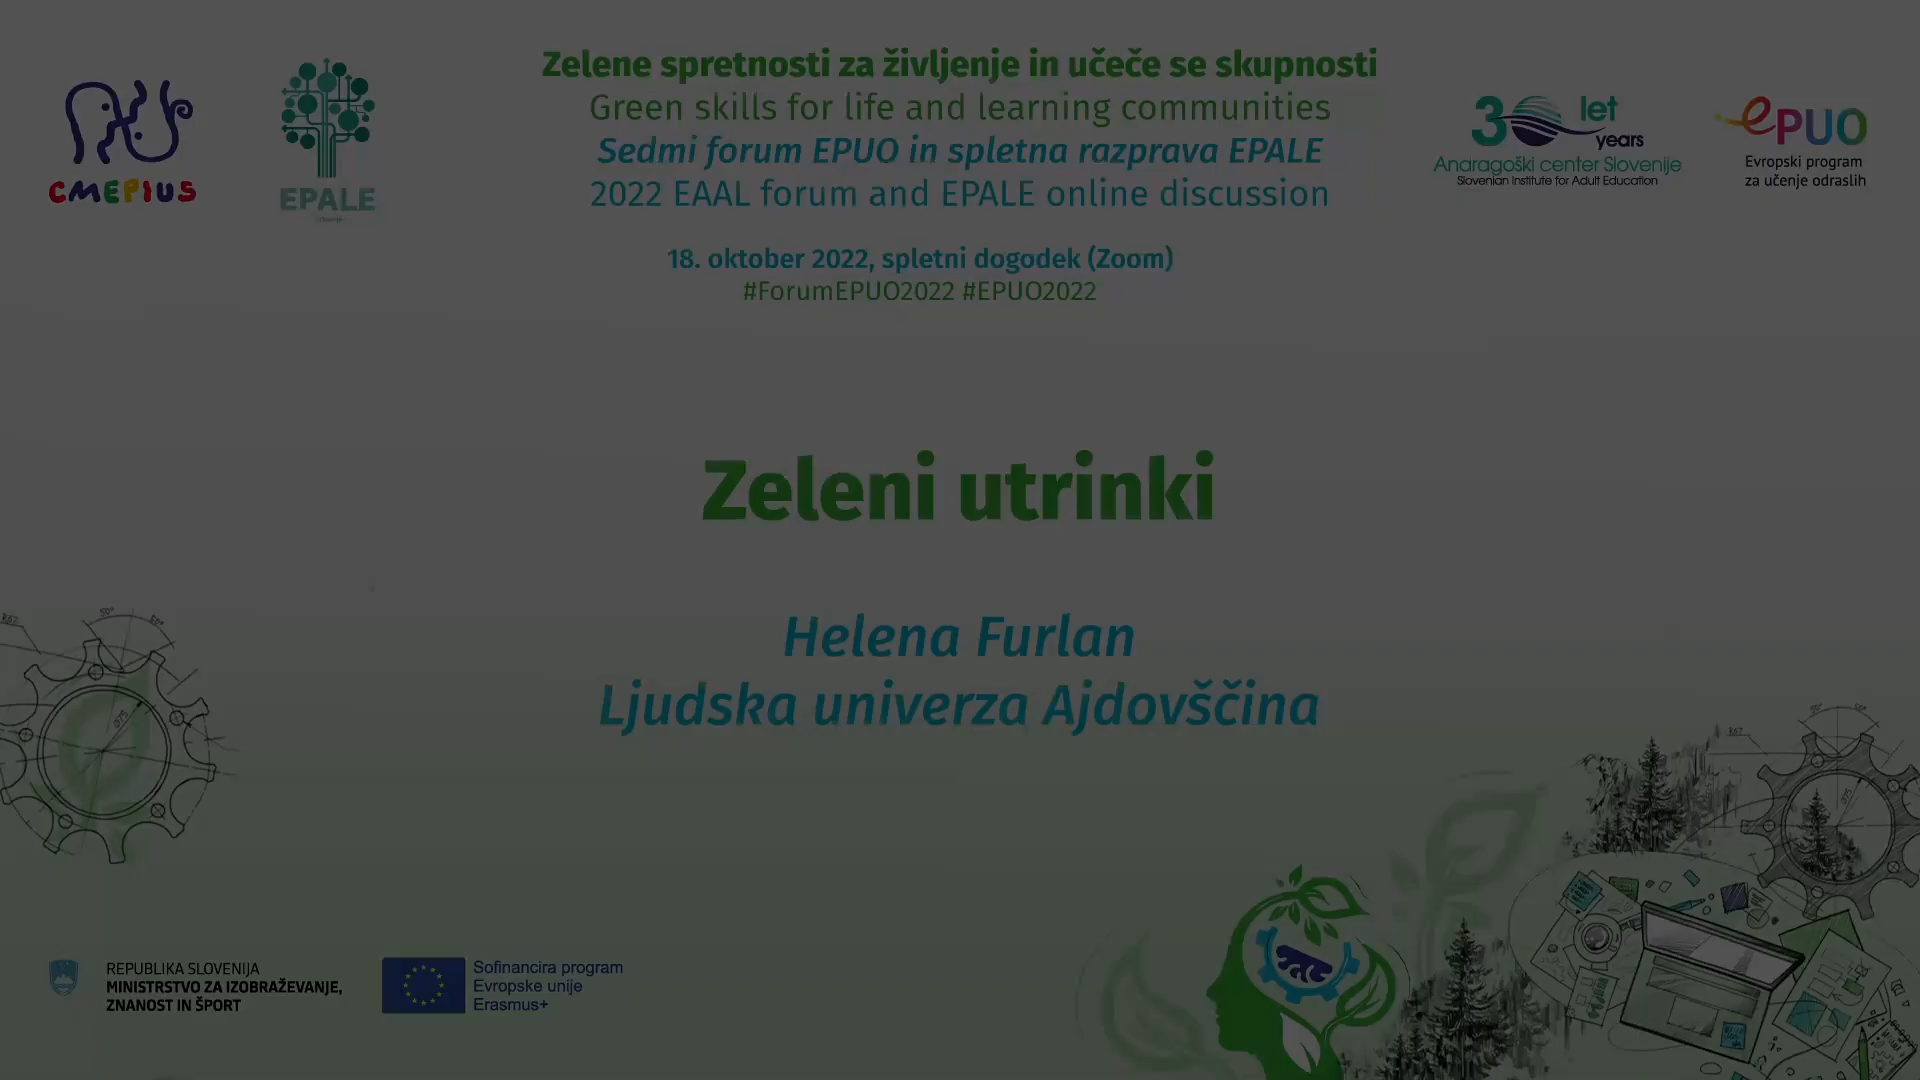 Zelene spretnosti za življenje in učeče se skupnosti
Green skills for life and learning communities
Sedmi forum EPUO in spletna razprava EPALE
2022 EAAL forum and EPALE online discussion
18. oktober 2022, spletni dogodek (Zoom)
#ForumEPUO2022 #EPUO2022
CMEPIUS
EPALE
30 let
years
Anaragoški center Slovenije
Slovenian Institute for Adult Education
ePUO
Evropski program
za učenje odraslih
Zeleni utrinki
Helena Furlan
Ljudska univerza Ajdovščina
REPUBLIKA SLOVENIJA
MINISTRSTVO ZA IZOBRAŽEVANJE,
ZNANOST IN ŠPORT
Sofinancira program
Evropske unije
Erasmus+